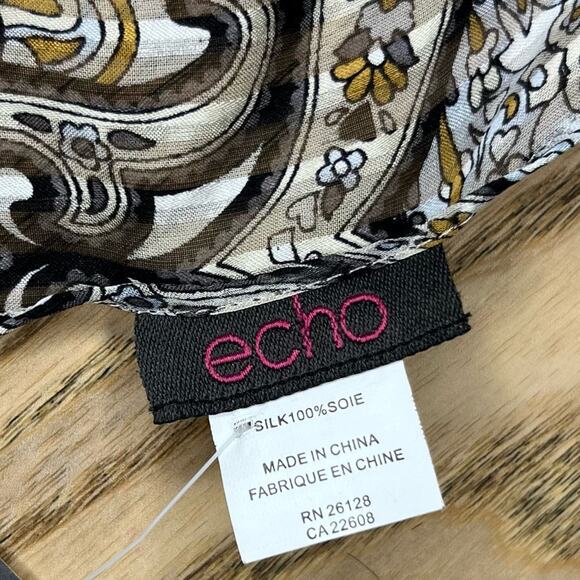 echo
SILK100%SOIE
MADE IN CHINA
FABRIQUE EN CHINE
RN 26128
CA 22608